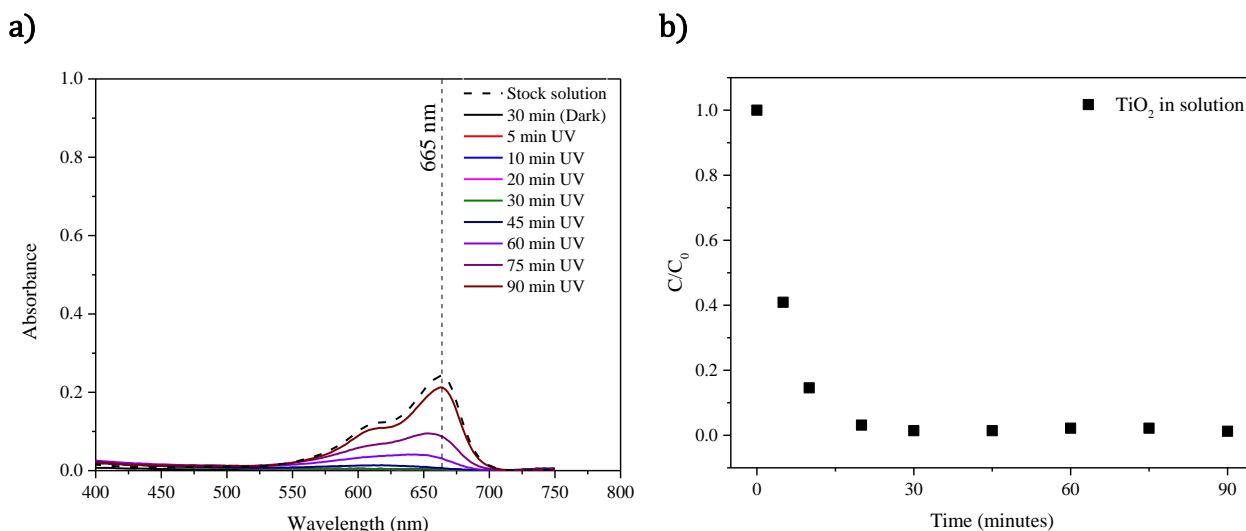 a)
1.0
0.8
0.6
0.4
0.2
0.0
400 450 500 550 600 650 700 750 800
Absorbance
Wavelength (nm)
665 nm
Stock solution
30 min (Dark)
5 min UV
10 min UV
20 min UV
30 min UV
45 min UV
60 min UV
75 min UV
90 min UV
b)
1.0
0.8
0.6
0.4
0.2
0.0
0 30 60 90
C/C₀
Time (minutes)
TiO₂ in solution